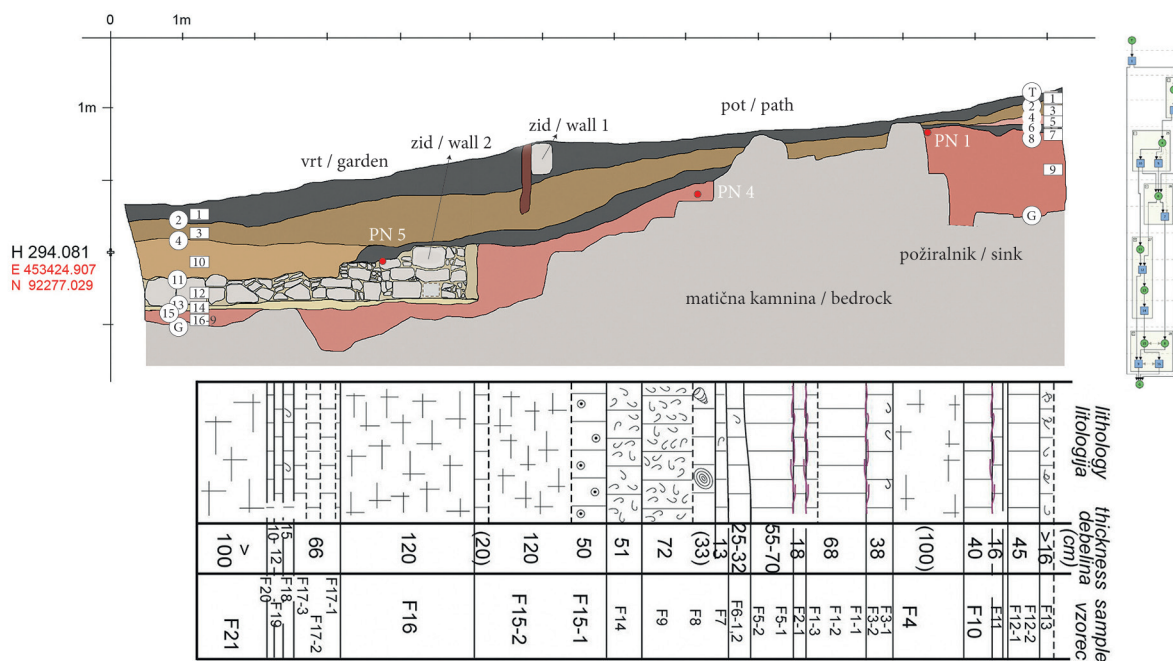 0
1m
1m
pot / path
zid / wall 1
zid / wall 2
vrt / garden
PN 1
PN 4
PN 5
požiralnik / sink
matična kamnina / bedrock
H 294.081
E 453424.907
N 92277.029
2
4
11
13
15
G
1
3
10
12
14
16-9
T
2
4
6
8
G
1
3
5
7
9
lithology
litologija
thickness
debelina
(cm)
sample
vzorec
> 100
10-12
15
66
120
(20)
120
50
51
72
(33)
13
25-32
55-70
18
68
38
(100)
40
16
45
>16
F21
F20
F19
F18
F17-3
F17-2
F17-1
F16
F15-2
F15-1
F14
F9
F8
F7
F6-1,2
F5-2
F5-1
F2-1
F1-3
F1-2
F1-1
F3-2
F3-1
F4
F10
F11
F12-1
F12-2
F13